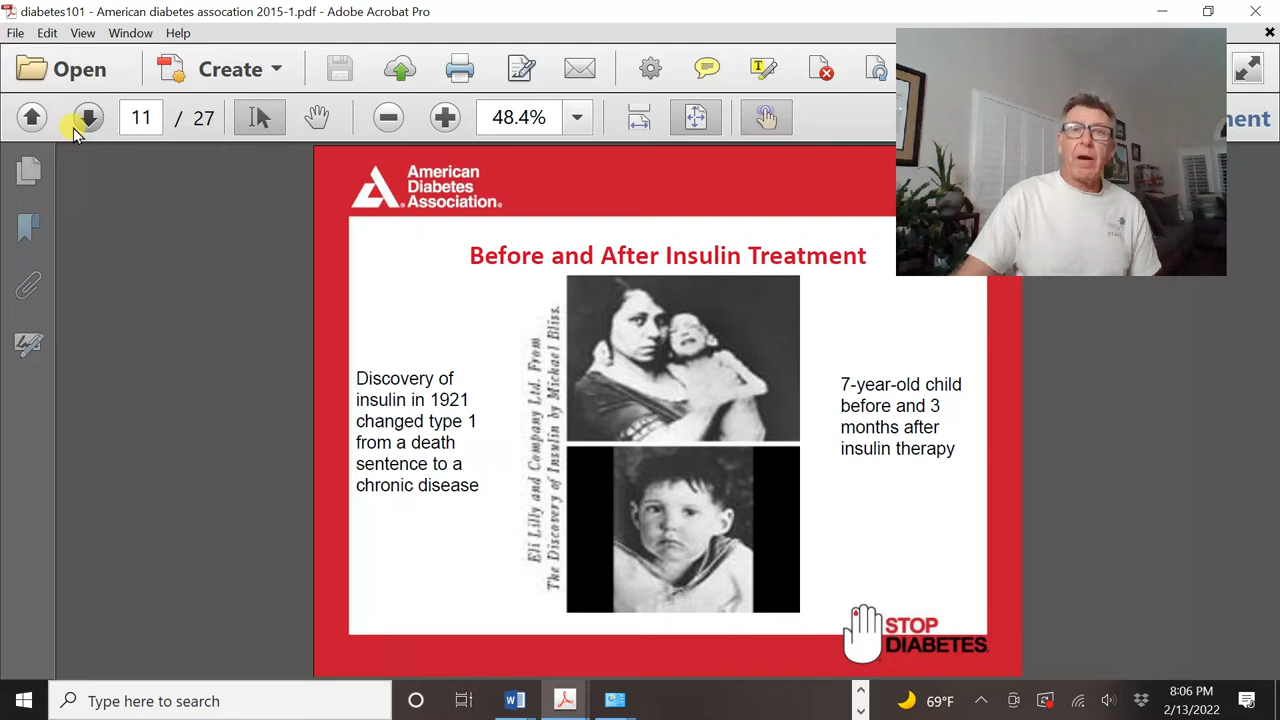 diabetes101 - American diabetes assocation 2015-1.pdf - Adobe Acrobat Pro
File Edit View Window Help
Open Create
11 / 27 48.4%
ment
American
Diabetes
Association.
Before and After Insulin Treatment
Discovery of
insulin in 1921
changed type 1
from a death
sentence to a
chronic disease
Eli Lilly and Company Ltd. From
The Discovery of Insulin by Mickael Bliss.
7-year-old child
before and 3
months after
insulin therapy
STOP
DIABETES
Type here to search
69°F
8:06 PM
2/13/2022